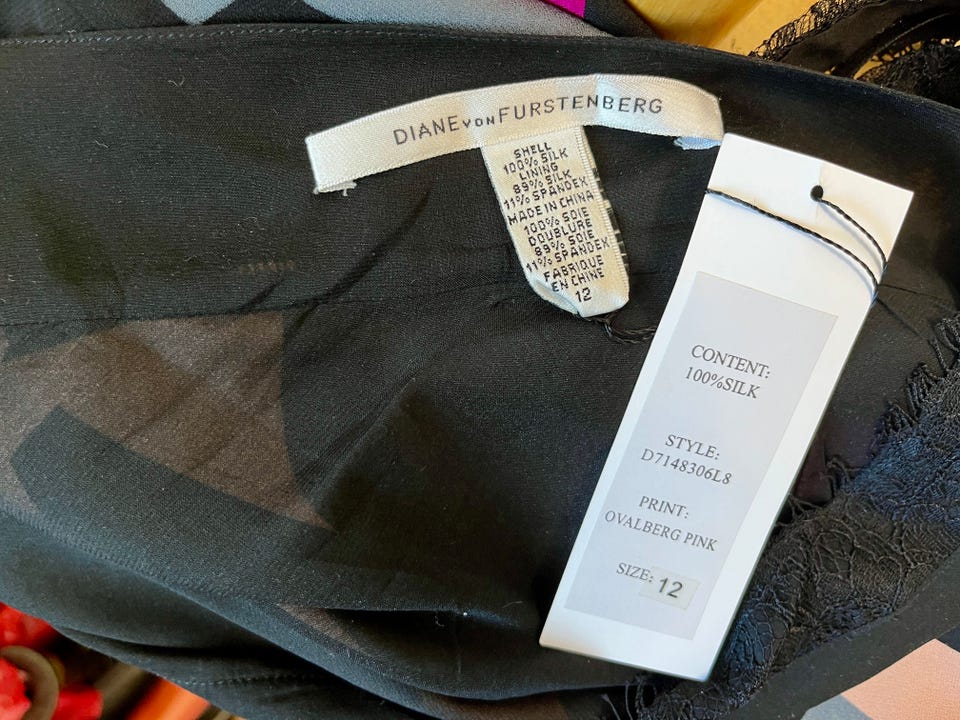 DIANE VON FURSTENBERG
SHELL
100% SILK
LINING
89% SILK
11% SPANDEX
MADE IN CHINA
100% SOIE
DOUBLURE
89% SOIE
11% SPANDEX
FABRIQUE
EN CHINE
12
CONTENT:
100%SILK
STYLE:
D7148306L8
PRINT:
OVALBERG PINK
SIZE: 12